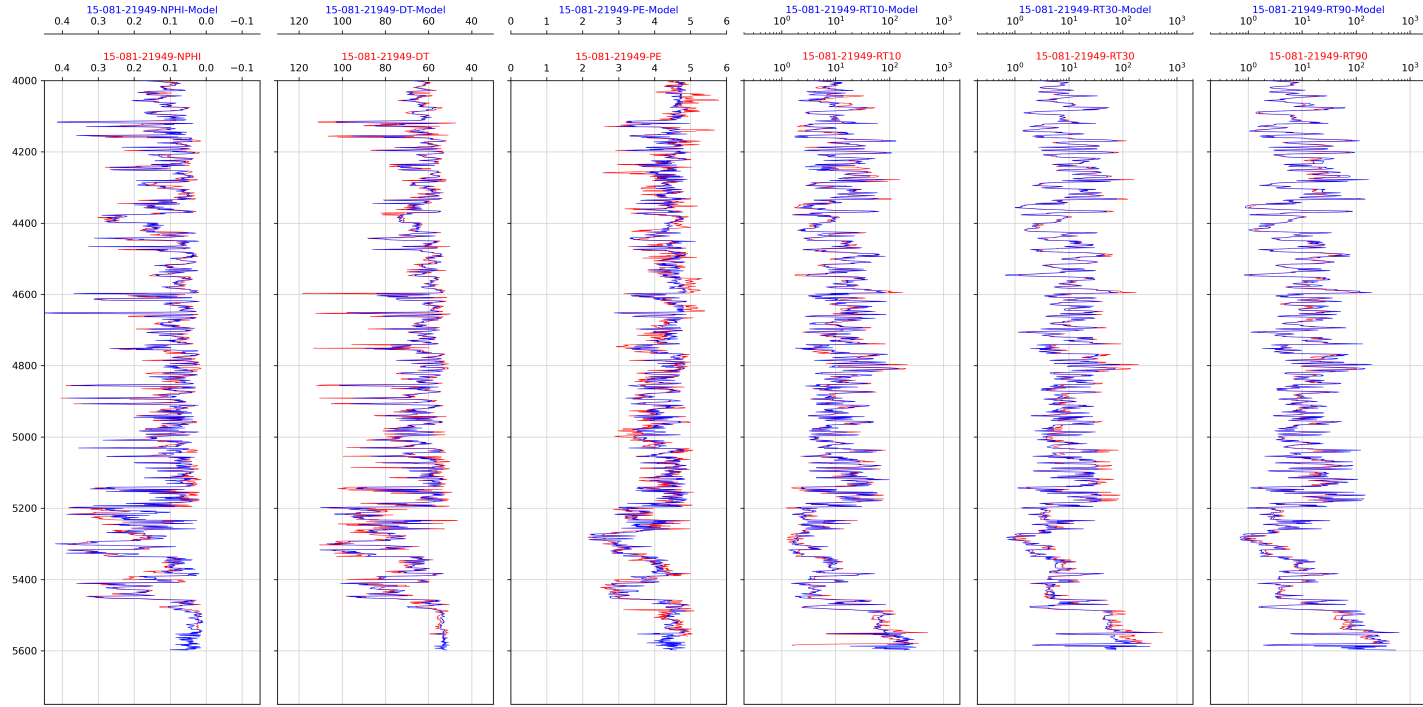 15-081-21949-NPHI-Model 15-081-21949-DT-Model 15-081-21949-PE-Model 15-081-21949-RT10-Model 15-081-21949-RT30-Model 15-081-21949-RT90-Model
0.4 0.3 0.2 0.1 0.0 −0.1 120 100 80 60 40 0 1 2 3 4 5 6 10⁰ 10¹ 10² 10³ 10⁰ 10¹ 10² 10³ 10⁰ 10¹ 10² 10³
15-081-21949-NPHI 15-081-21949-DT 15-081-21949-PE 15-081-21949-RT10 15-081-21949-RT30 15-081-21949-RT90
0.4 0.3 0.2 0.1 0.0 −0.1 120 100 80 60 40 0 1 2 3 4 5 6 10⁰ 10¹ 10² 10³ 10⁰ 10¹ 10² 10³ 10⁰ 10¹ 10² 10³
4000
4200
4400
4600
4800
5000
5200
5400
5600